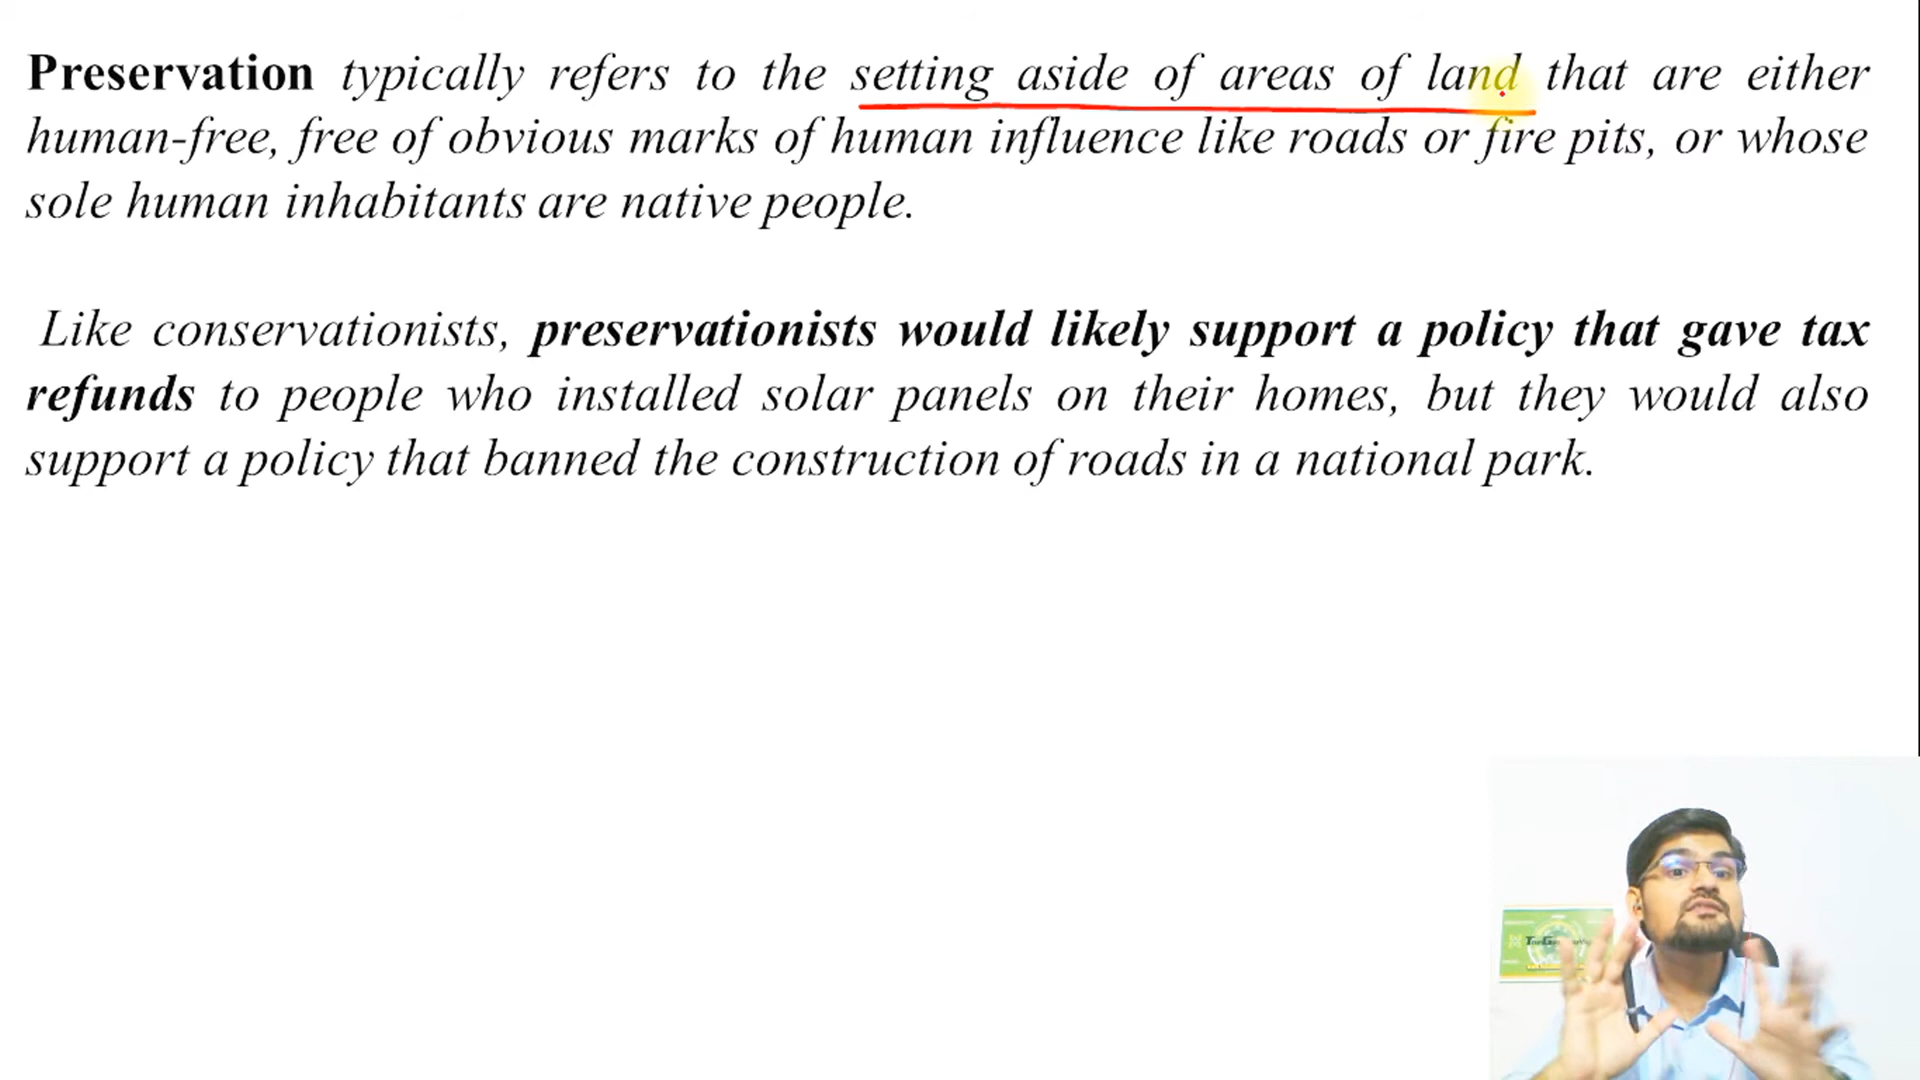 Preservation typically refers to the setting aside of areas of land that are either
human-free, free of obvious marks of human influence like roads or fire pits, or whose
sole human inhabitants are native people.
Like conservationists, preservationists would likely support a policy that gave tax
refunds to people who installed solar panels on their homes, but they would also
support a policy that banned the construction of roads in a national park.